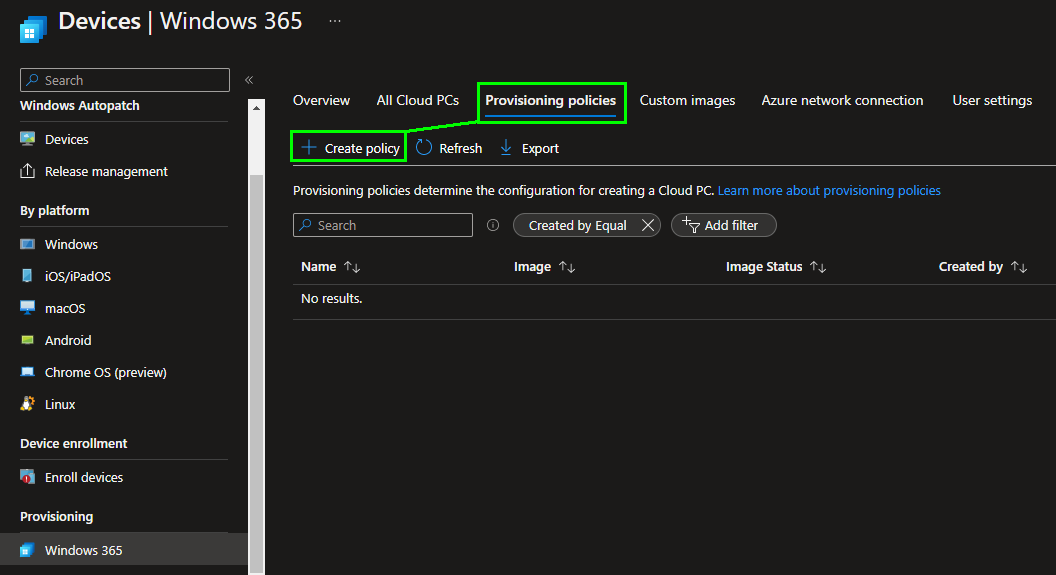 Devices | Windows 365 ...
Search
«
Windows Autopatch
Devices
Release management
By platform
Windows
iOS/iPadOS
macOS
Android
Chrome OS (preview)
Linux
Device enrollment
Enroll devices
Provisioning
Windows 365
Overview All Cloud PCs Provisioning policies Custom images Azure network connection User settings
Create policy Refresh Export
Provisioning policies determine the configuration for creating a Cloud PC. Learn more about provisioning policies
Search Created by Equal Add filter
Name ↑↓ Image ↑↓ Image Status ↑↓ Created by ↑↓
No results.